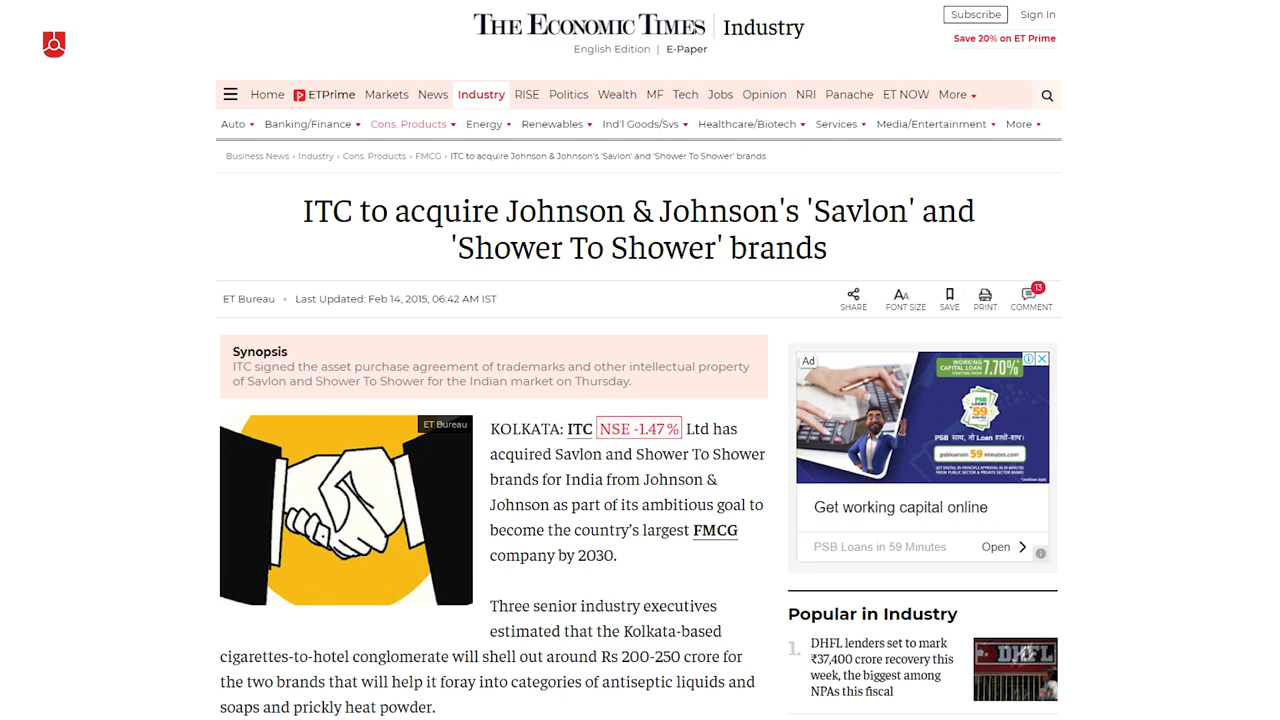 THE ECONOMIC TIMES | Industry
English Edition | E-Paper
Subscribe Sign In
Save 20% on ET Prime
Home ETPrime Markets News Industry RISE Politics Wealth MF Tech Jobs Opinion NRI Panache ET NOW More
Auto Banking/Finance Cons. Products Energy Renewables Ind'l Goods/Svs Healthcare/Biotech Services Media/Entertainment More
Business News › Industry › Cons. Products › FMCG › ITC to acquire Johnson & Johnson's 'Savlon' and 'Shower To Shower' brands
ITC to acquire Johnson & Johnson's 'Savlon' and
'Shower To Shower' brands
ET Bureau • Last Updated: Feb 14, 2015, 06:42 AM IST
SHARE FONT SIZE SAVE PRINT 13 COMMENT
Synopsis
ITC signed the asset purchase agreement of trademarks and other intellectual property
of Savlon and Shower To Shower for the Indian market on Thursday.
ET Bureau
KOLKATA: ITC NSE -1.47 % Ltd has
acquired Savlon and Shower To Shower
brands for India from Johnson &
Johnson as part of its ambitious goal to
become the country's largest FMCG
company by 2030.
Three senior industry executives
estimated that the Kolkata-based
cigarettes-to-hotel conglomerate will shell out around Rs 200-250 crore for
the two brands that will help it foray into categories of antiseptic liquids and
soaps and prickly heat powder.
Ad
WORKING
CAPITAL LOAN
STARTING FROM 7.70%*
PSB
LOANS
59
MINUTES
PSB साथ, तो Loan हाथों-हाथ.
psbloansin59minutes.com
Get working capital online
PSB Loans in 59 Minutes Open
Popular in Industry
1. DHFL lenders set to mark
₹37,400 crore recovery this
week, the biggest among
NPAs this fiscal
DHFL